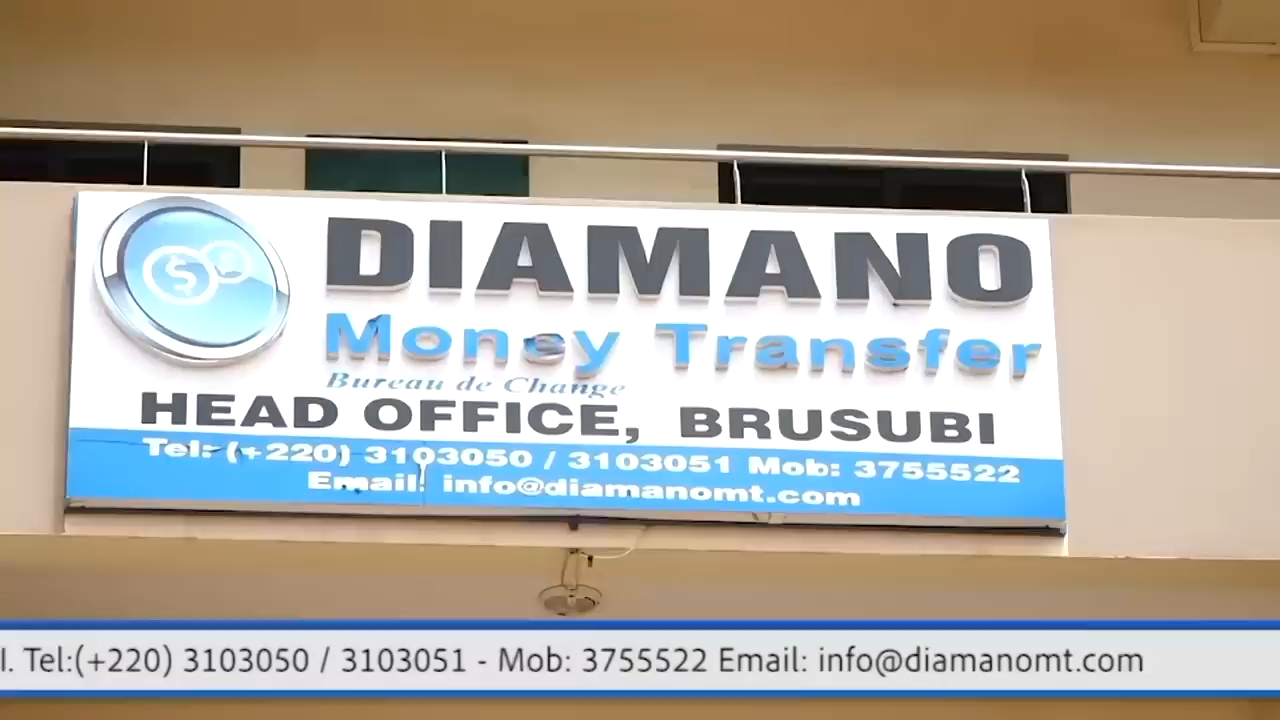 DIAMANO
Money Transfer
Bureau de Change
HEAD OFFICE, BRUSUBI
Tel: (+220) 3103050 / 3103051 Mob: 3755522
Email: info@diamanomt.com
I. Tel:(+220) 3103050 / 3103051 - Mob: 3755522 Email: info@diamanomt.com